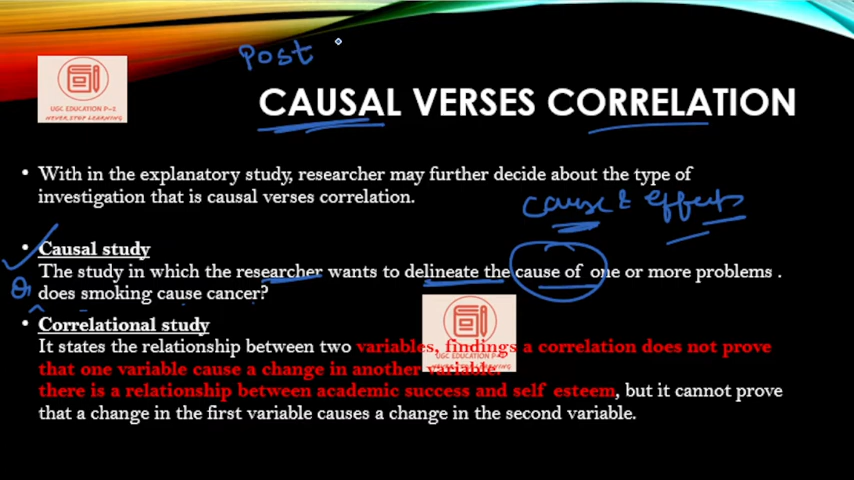 Post
UGC EDUCATION P-1
NEVER STOP LEARNING
CAUSAL VERSES CORRELATION
• With in the explanatory study, researcher may further decide about the type of
investigation that is causal verses correlation.
cause & effects
• Causal study
The study in which the researcher wants to delineate the cause of one or more problems .
does smoking cause cancer?
• Correlational study
It states the relationship between two variables, findings a correlation does not prove
that one variable cause a change in another variable.
there is a relationship between academic success and self esteem, but it cannot prove
that a change in the first variable causes a change in the second variable.
UGC EDUCATION P-1